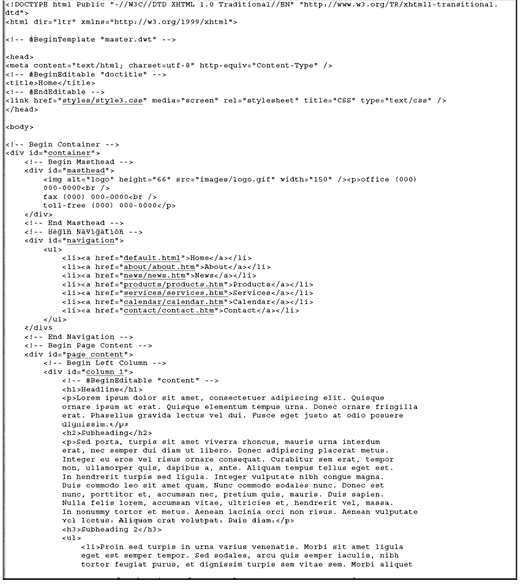 <!DOCTYPE html Public "-//W3C//DTD XHTML 1.0 Traditional//EN" "http://www.w3.org/TR/xhtml1-transitional.
dtd">
<html dir="ltr" xmlns="http://w3.org/1999/xhtml">
<!-- #BeginTemplate "master.dwt" -->
<head>
<meta content="text/html; charset=utf-8" http-equiv="Content-Type" />
<!-- #BeginEditable "doctitle" -->
<title>Home</title>
<!-- #EndEditable -->
<link href="styles/style3.css" media="screen" rel="stylesheet" title="CSS" type="text/css" />
</head>
<body>
<!-- Begin Container -->
<div id="container">
<!-- Begin Masthead -->
<div id="masthead">
<img alt="logo" height="66" src="images/logo.gif" width="150" /><p>office (000)
000-0000<br />
fax (000) 000-0000<br />
toll-free (000) 000-0000</p>
</div>
<!-- End Masthead -->
<!-- Begin Navigation -->
<div id="navigation">
<ul>
<li><a href="default.html">Home</a></li>
<li><a href="about/about.htm">About</a></li>
<li><a href="news/news.htm">News</a></li>
<li><a href="products/products.htm">Products</a></li>
<li><a href="services/services.htm">Services</a></li>
<li><a href="calendar/calendar.htm">Calendar</a></li>
<li><a href="contact/contact.htm">Contact</a></li>
</ul>
</div>
<!-- End Navigation -->
<!-- Begin Page Content -->
<div id="page_content">
<!-- Begin Left Column -->
<div id="column_1">
<!-- #BeginEditable "content" -->
<h1>Headline</h1>
<p>Lorem ipsum dolor sit amet, consectetuer adipiscing elit. Quisque
ornare ipsum at erat. Quisque elementum tempus urna. Donec ornare fringilla
erat. Phasellus gravida lectus vel dui. Fusce eget justo at odio posuere
dignissim.</p>
<h2>Subheading</h2>
<p>Sed porta, turpis sit amet viverra rhoncus, mauris urna interdum
erat, nec semper dui diam ut libero. Donec adipiscing placerat metus.
Integer eu eros vel risus ornare consequat. Curabitur sem erat, tempor
non, ullamorper quis, dapibus a, ante. Aliquam tempus tellus eget est.
In hendrerit turpis sed ligula. Integer vulputate nibh congue magna.
Duis commodo leo sit amet quam. Nunc commodo sodales nunc. Donec est
nunc, porttitor et, accumsan nec, pretium quis, mauris. Duis sapien.
Nulla felis lorem, accumsan vitae, ultricies et, hendrerit vel, massa.
In nonummy tortor et metus. Aenean lacinia orci non risus. Aenean vulputate
vel lectus. Aliquam erat volutpat. Duis diam.</p>
<h3>Subheading 2</h3>
<ul>
<li>Proin sed turpis in urna varius venenatis. Morbi sit amet ligula
eget est semper tempor. Sed sodales, arcu quis semper iaculis, nibh
tortor feugiat purus, et dignissim turpis sem vitae sem. Morbi aliquet